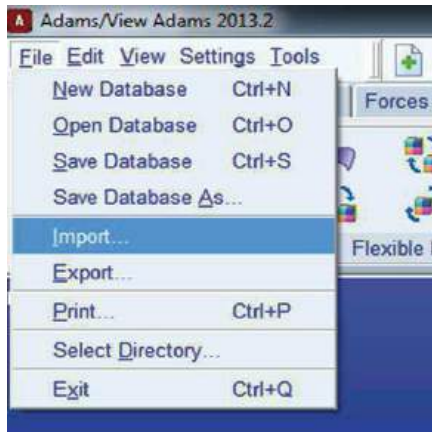 Adams/View Adams 2013.2
File Edit View Settings Tools
New Database Ctrl+N
Forces
Open Database Ctrl+O
Save Database Ctrl+S
Save Database As...
Import...
Flexible
Export...
Print... Ctrl+P
Select Directory...
Exit Ctrl+Q